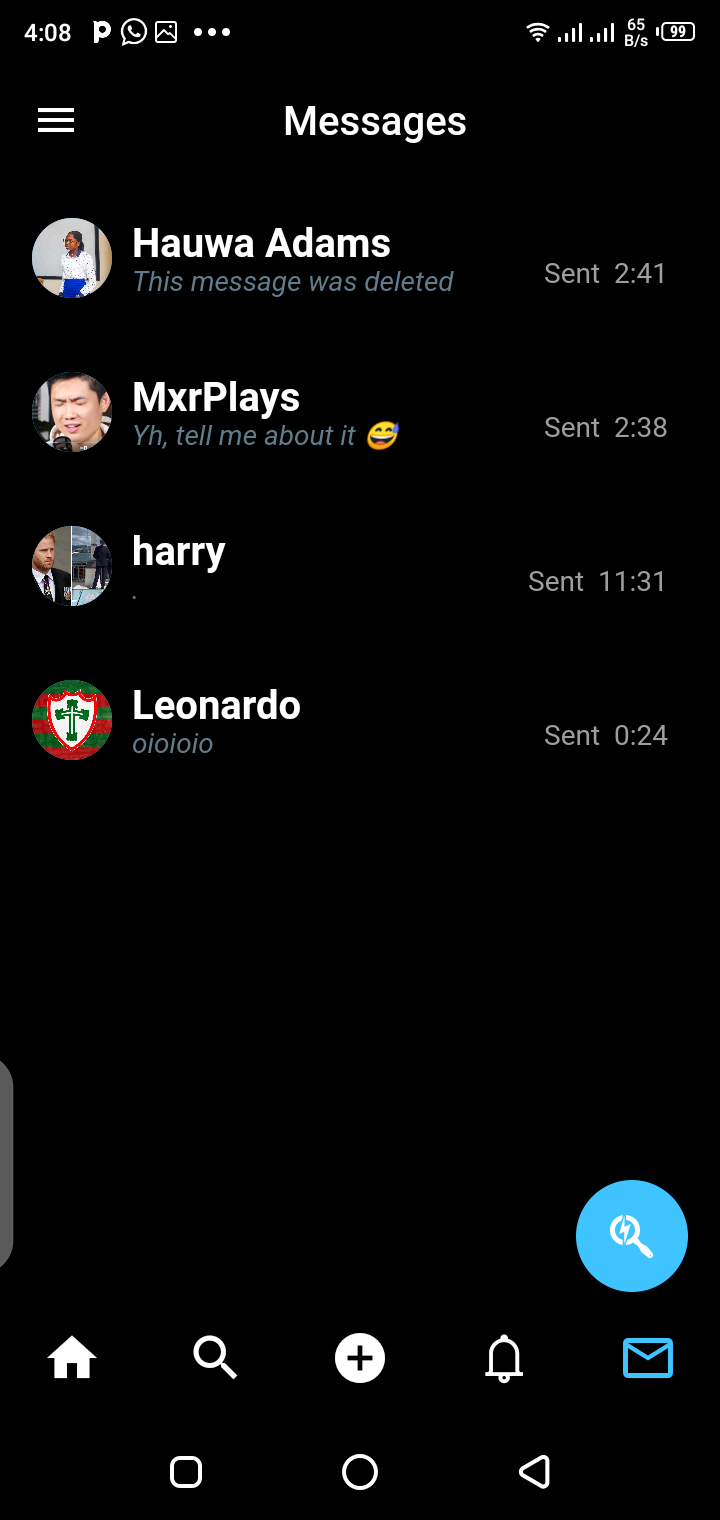 4:08
65
B/s
99
Messages
Hauwa Adams
This message was deleted
Sent 2:41
MxrPlays
Yh, tell me about it 😅
Sent 2:38
harry
.
Sent 11:31
Leonardo
oioioio
Sent 0:24